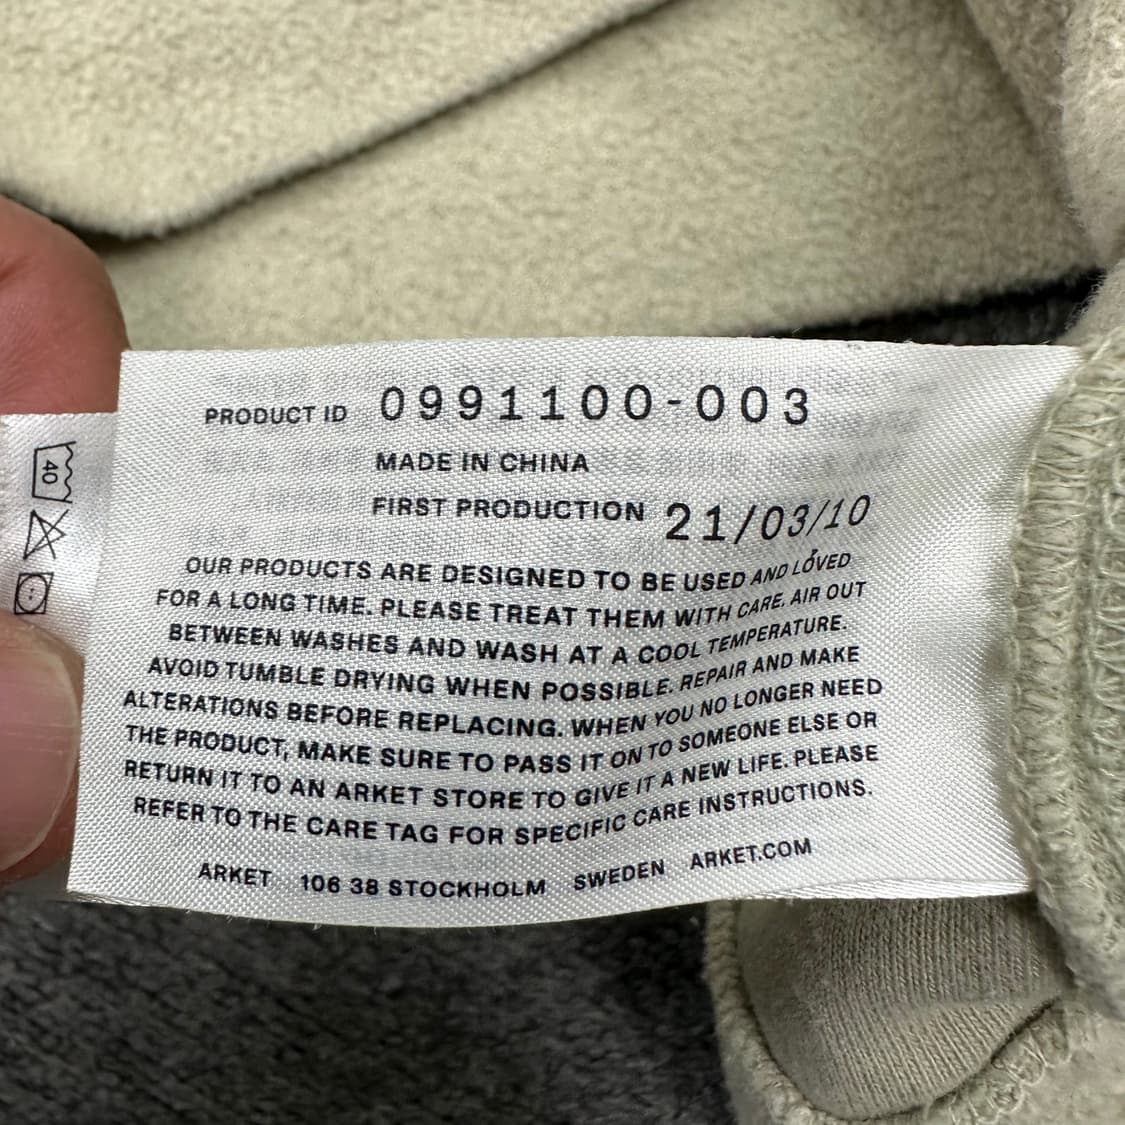 PRODUCT ID 0991100-003
MADE IN CHINA
FIRST PRODUCTION 21/03/10
OUR PRODUCTS ARE DESIGNED TO BE USED AND LOVED
FOR A LONG TIME. PLEASE TREAT THEM WITH CARE. AIR OUT
BETWEEN WASHES AND WASH AT A COOL TEMPERATURE.
AVOID TUMBLE DRYING WHEN POSSIBLE. REPAIR AND MAKE
ALTERATIONS BEFORE REPLACING. WHEN YOU NO LONGER NEED
THE PRODUCT, MAKE SURE TO PASS IT ON TO SOMEONE ELSE OR
RETURN IT TO AN ARKET STORE TO GIVE IT A NEW LIFE. PLEASE
REFER TO THE CARE TAG FOR SPECIFIC CARE INSTRUCTIONS.
ARKET 106 38 STOCKHOLM SWEDEN ARKET.COM
40